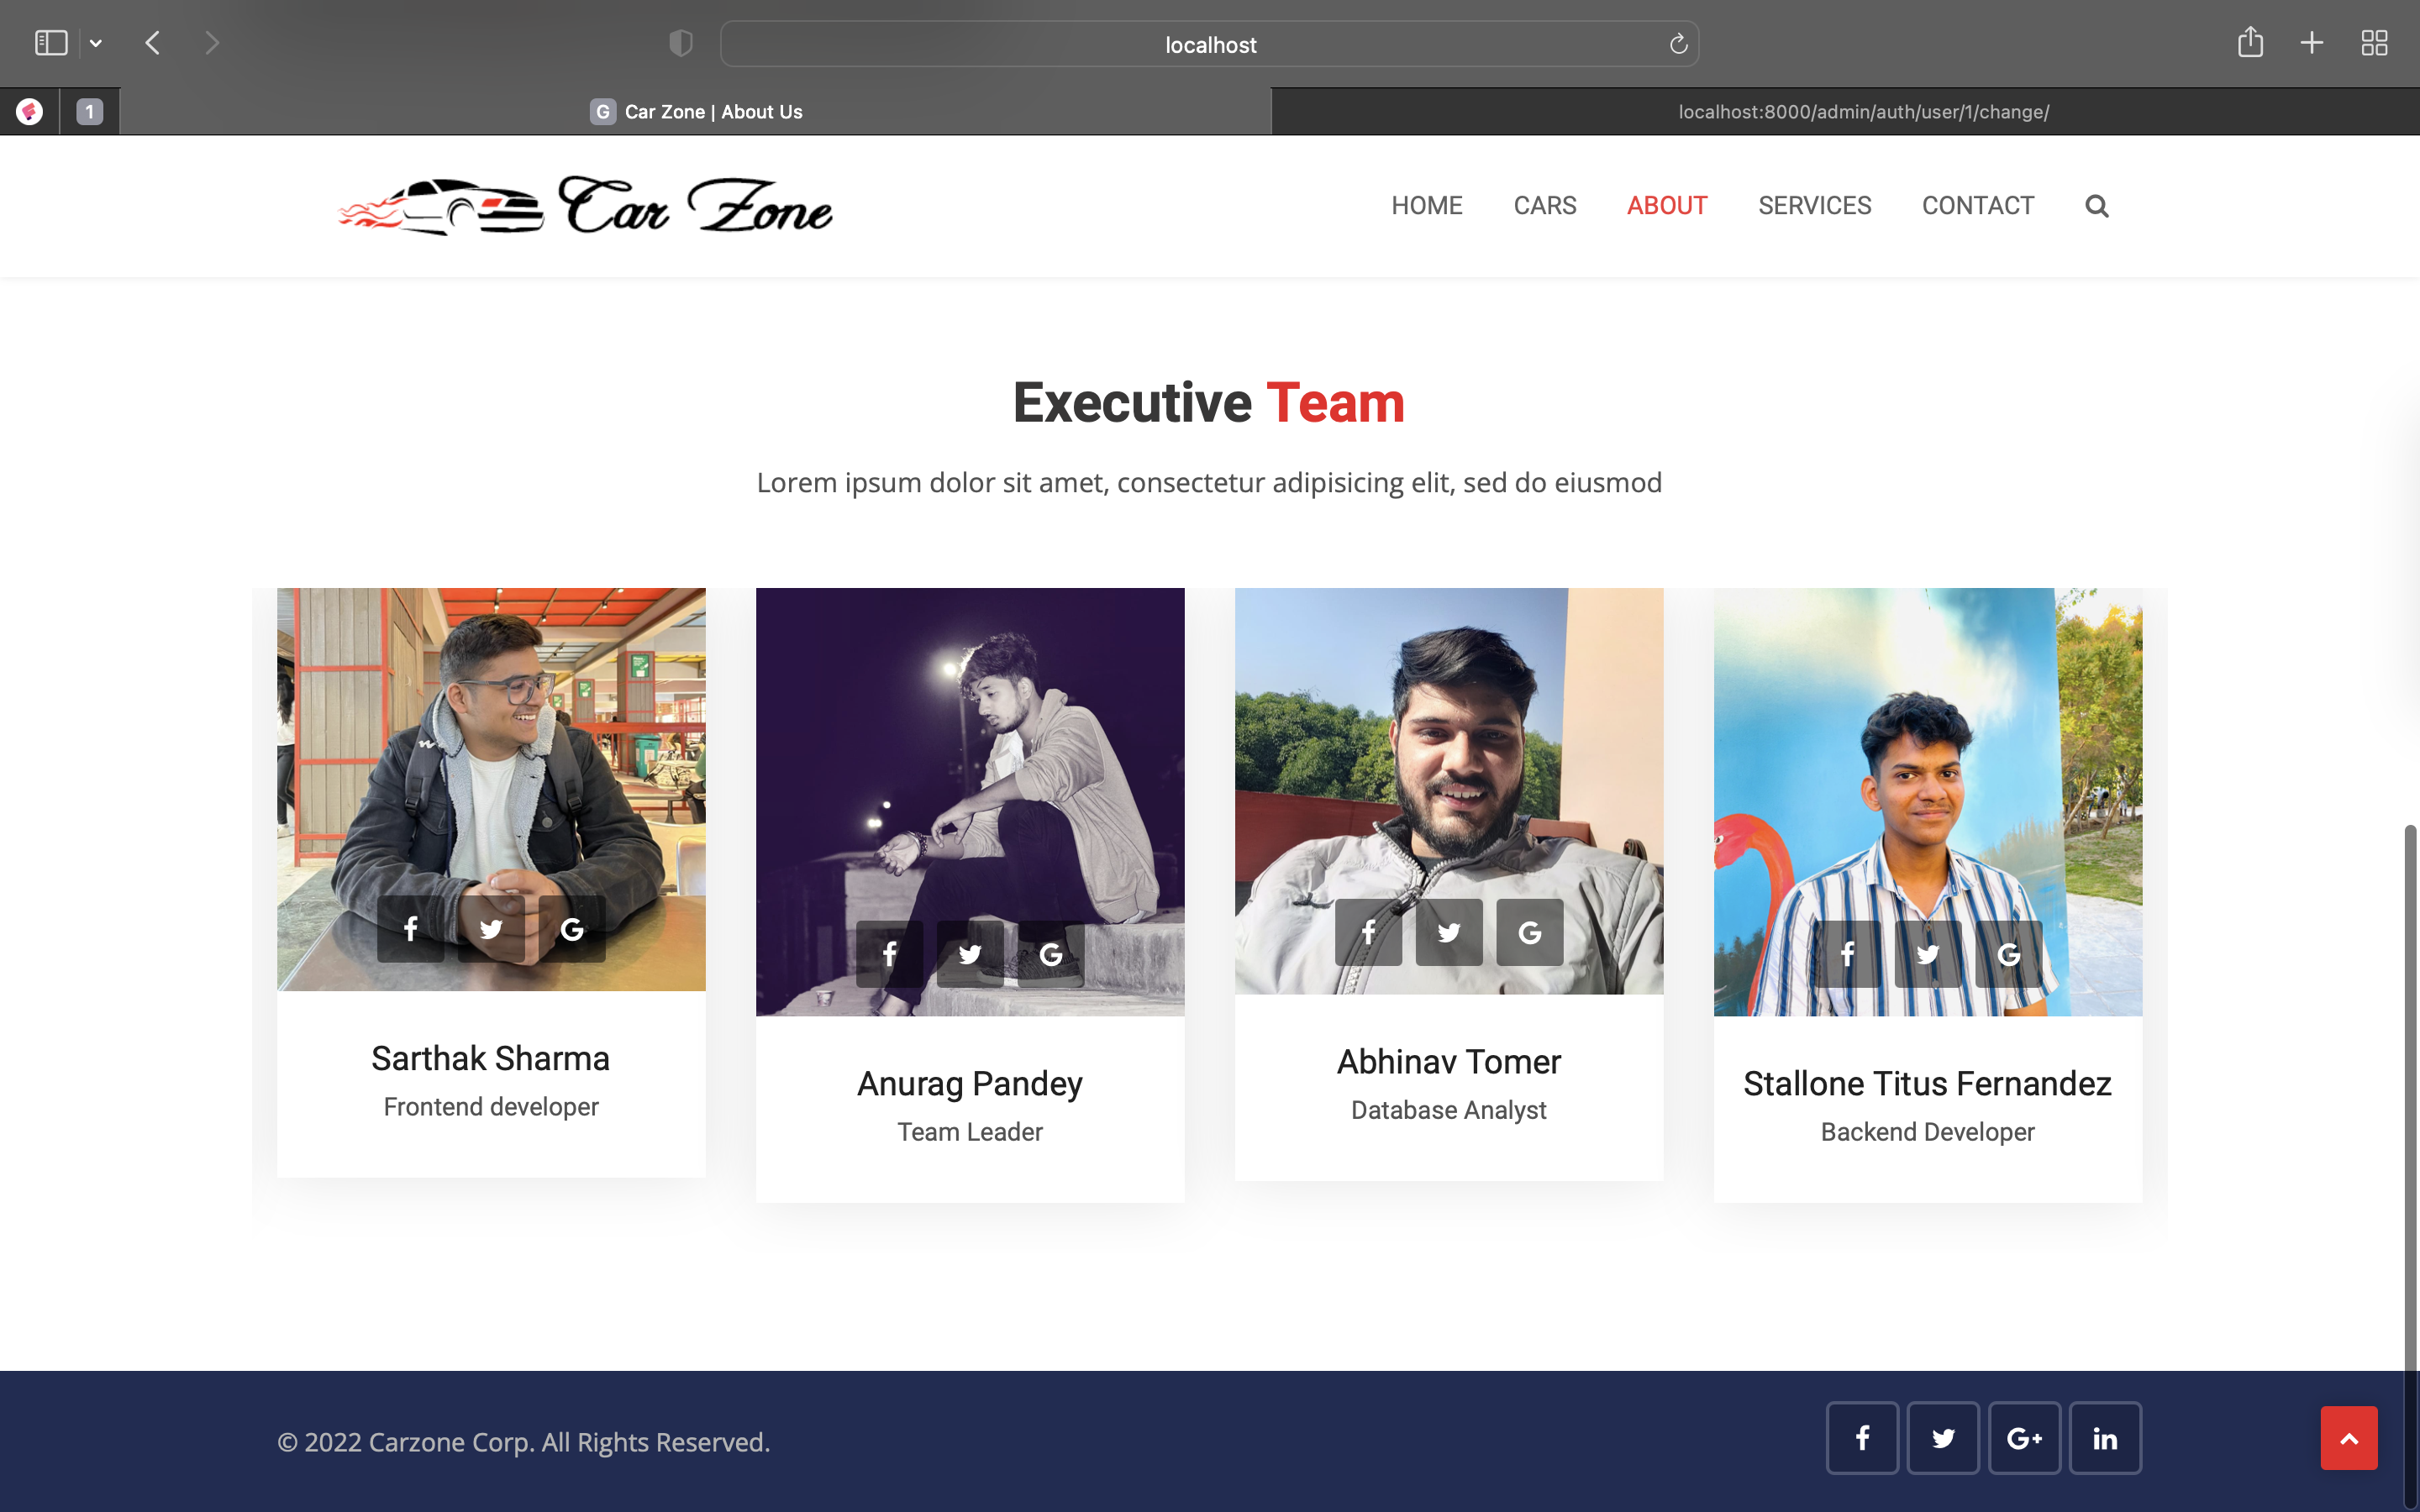 localhost
1
G Car Zone | About Us
localhost:8000/admin/auth/user/1/change/
Car Zone
HOME CARS ABOUT SERVICES CONTACT
Executive Team
Lorem ipsum dolor sit amet, consectetur adipisicing elit, sed do eiusmod
Sarthak Sharma
Frontend developer
Anurag Pandey
Team Leader
Abhinav Tomer
Database Analyst
Stallone Titus Fernandez
Backend Developer
© 2022 Carzone Corp. All Rights Reserved.